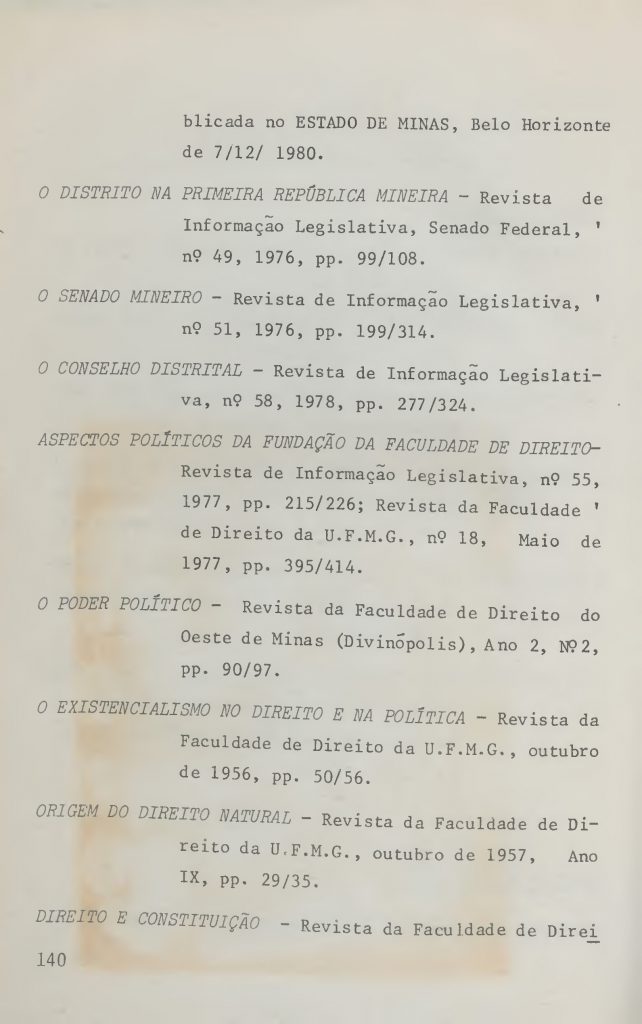 blicada no ESTADO DE MINAS, Belo Horizonte
de 7/12/ 1980.
O DISTRITO NA PRIMEIRA REPÚBLICA MINEIRA - Revista de
Informação Legislativa, Senado Federal, '
nº 49, 1976, pp. 99/108.
O SENADO MINEIRO - Revista de Informação Legislativa, '
nº 51, 1976, pp. 199/314.
O CONSELHO DISTRITAL - Revista de Informação Legislati-
va, nº 58, 1978, pp. 277/324.
ASPECTOS POLÍTICOS DA FUNDAÇÃO DA FACULDADE DE DIREITO-
Revista de Informação Legislativa, nº 55,
1977, pp. 215/226; Revista da Faculdade '
de Direito da U.F.M.G., nº 18, Maio de
1977, pp. 395/414.
O PODER POLÍTICO - Revista da Faculdade de Direito do
Oeste de Minas (Divinópolis), Ano 2, Nº 2,
pp. 90/97.
O EXISTENCIALISMO NO DIREITO E NA POLÍTICA - Revista da
Faculdade de Direito da U.F.M.G., outubro
de 1956, pp. 50/56.
ORIGEM DO DIREITO NATURAL - Revista da Faculdade de Di-
reito da U.F.M.G., outubro de 1957, Ano
IX, pp. 29/35.
DIREITO E CONSTITUIÇÃO - Revista da Faculdade de Direi
140